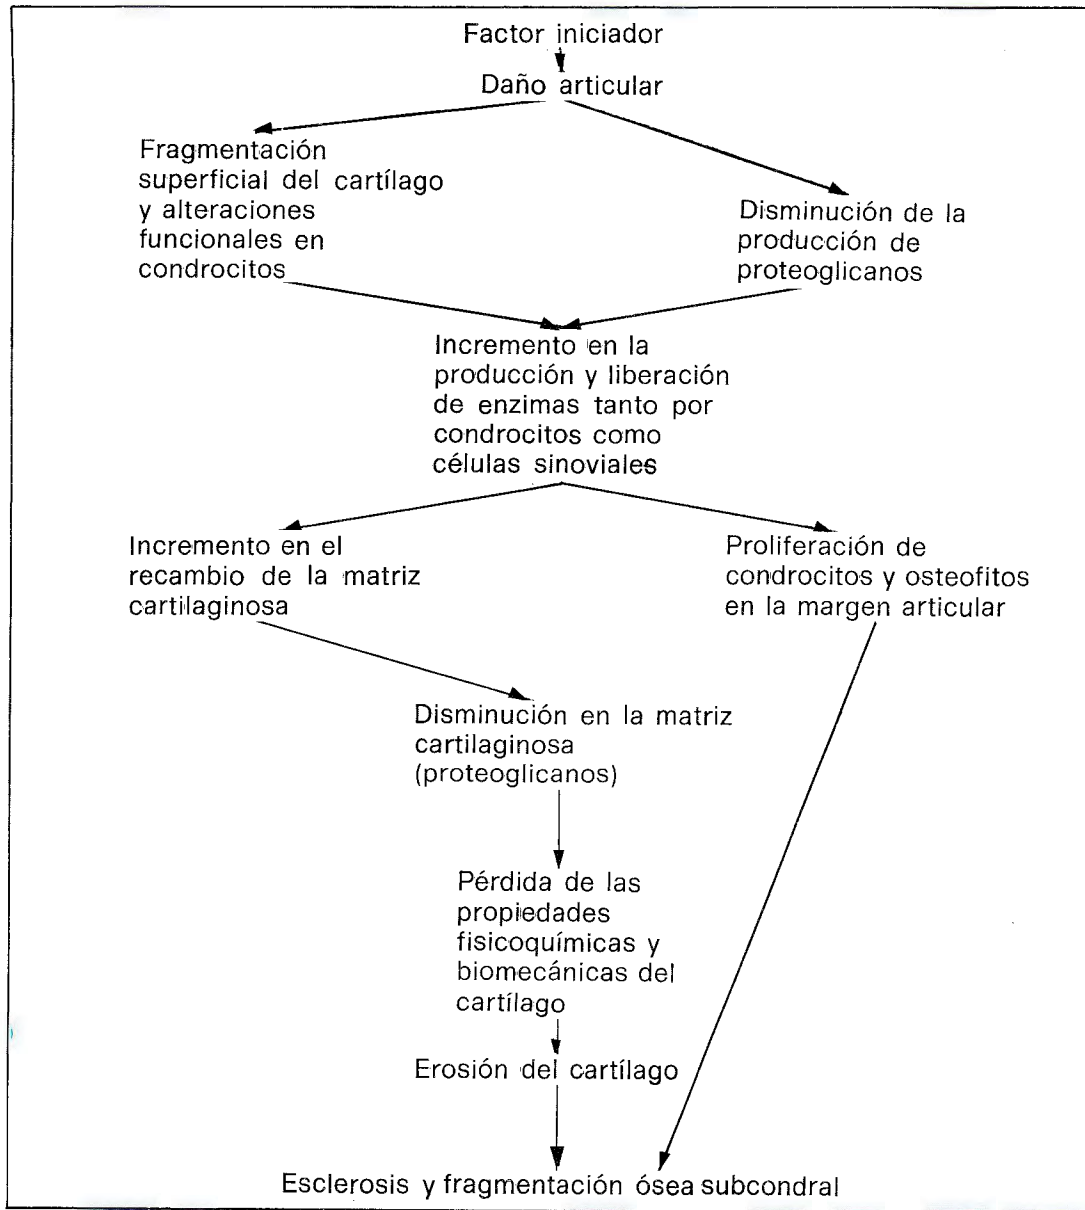 Factor iniciador
Daño articular
Fragmentación
superficial del cartílago
y alteraciones
funcionales en
condrocitos
Disminución de la
producción de
proteoglicanos
Incremento en la
producción y liberación
de enzimas tanto por
condrocitos como
células sinoviales
Incremento en el
recambio de la matriz
cartilaginosa
Proliferación de
condrocitos y osteofitos
en la margen articular
Disminución en la matriz
cartilaginosa
(proteoglicanos)
Pérdida de las
propiedades
fisicoquímicas y
biomecánicas del
cartílago
Erosión del cartílago
Esclerosis y fragmentación ósea subcondral